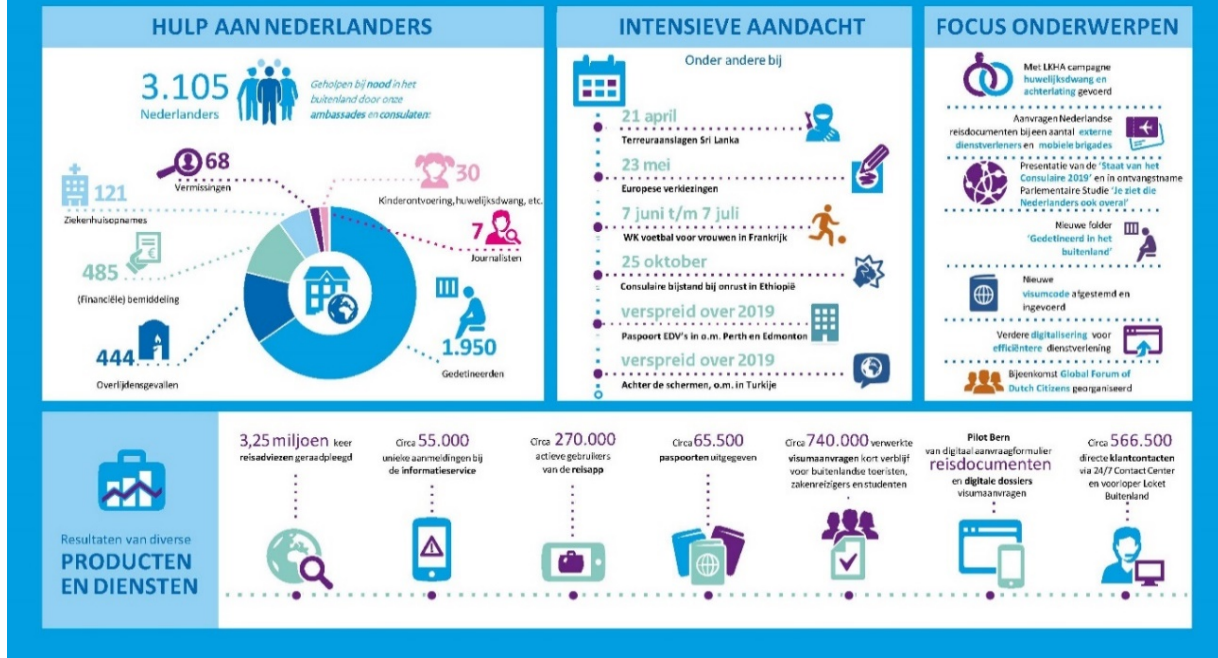 HULP AAN NEDERLANDERS
3.105
Nederlanders
Geholpen bij nood in het
buitenland door onze
ambassades en consulaten:
68
Vermissingen
30
Kinderontvoering, huwelijksdwang, etc.
121
Ziekenhuisopnames
7
Journalisten
485
(financiële) bemiddeling
444
Overlijdensgevallen
1.950
Gedetineerden
INTENSIEVE AANDACHT
Onder andere bij
21 april
Terreuraanslagen Sri Lanka
23 mei
Europese verkiezingen
7 juni t/m 7 juli
WK voetbal voor vrouwen in Frankrijk
25 oktober
Consulaire bijstand bij onrust in Ethiopië
verspreid over 2019
Paspoort EDV's in o.m. Perth en Edmonton
verspreid over 2019
Achter de schermen, o.m. in Turkije
FOCUS ONDERWERPEN
Met LKHA campagne
huwelijksdwang en
achterlating gevoerd
Aanvragen Nederlandse
reisdocumenten bij een aantal externe
dienstverleners en mobiele brigades
Presentatie van de 'Staat van het
Consulaire 2019' en in ontvangstname
Parlementaire Studie 'Je ziet die
Nederlanders ook overal'
Nieuwe folder
'Gedetineerd in het
buitenland'
Nieuwe
visumcode afgestemd en
ingevoerd
Verdere digitalisering voor
efficiëntere dienstverlening
Bijeenkomst Global Forum of
Dutch Citizens georganiseerd
Resultaten van diverse
PRODUCTEN
EN DIENSTEN
3,25 miljoen keer
reisadviezen geraadpleegd
Circa 55.000
unieke aanmeldingen bij
de informatieservice
Circa 270.000
actieve gebruikers
van de reisapp
Circa 65.500
paspoorten uitgegeven
Circa 740.000 verwerkte
visumaanvragen kort verblijf
voor buitenlandse toeristen,
zakenreizigers en studenten
Pilot Bern
van digitaal aanvraagformulier
reisdocumenten
en digitale dossiers
visumaanvragen
Circa 566.500
directe klantcontacten
via 24/7 Contact Center
en voorloper Loket
Buitenland